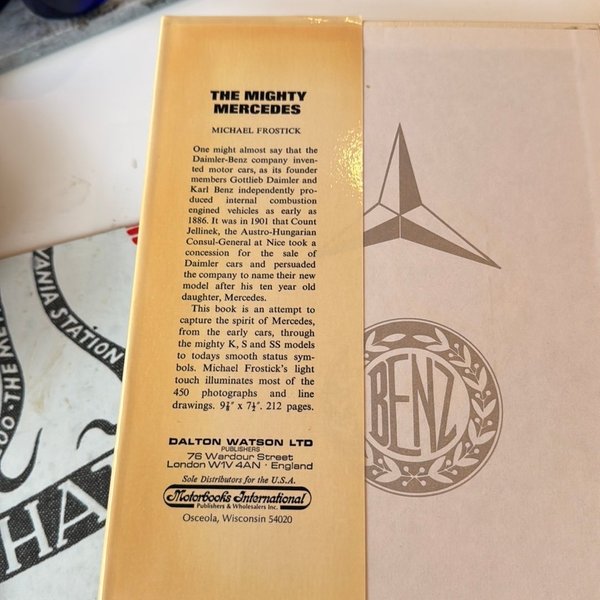 THE MIGHTY
MERCEDES
MICHAEL FROSTICK
One might almost say that the
Daimler-Benz company inven-
ted motor cars, as its founder
members Gottlieb Daimler and
Karl Benz independently pro-
duced internal combustion
engined vehicles as early as
1886. It was in 1901 that Count
Jellinek, the Austro-Hungarian
Consul-General at Nice took a
concession for the sale of
Daimler cars and persuaded
the company to name their new
model after his ten year old
daughter, Mercedes.
This book is an attempt to
capture the spirit of Mercedes,
from the early cars, through
the mighty K, S and SS models
to todays smooth status sym-
bols. Michael Frostick's light
touch illuminates most of the
450 photographs and line
drawings. 9⅞″ x 7½″. 212 pages.
DALTON WATSON LTD
PUBLISHERS
76 Wardour Street
London W1V 4AN · England
Sole Distributors for the U.S.A.
Motorbooks International
Publishers & Wholesalers Inc.
Osceola, Wisconsin 54020
BENZ
VANIA STATION
OO · THE ME
HA